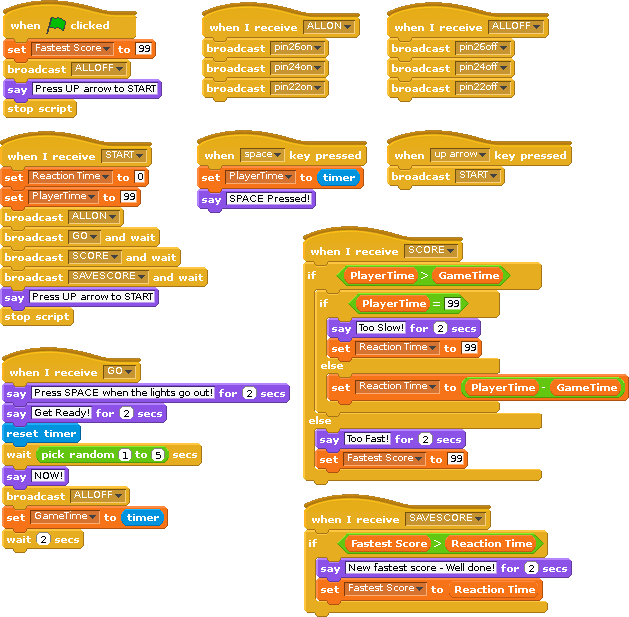 when clicked
set Fastest Score to 99
broadcast ALLOFF
say Press UP arrow to START
stop script
when I receive ALLON
broadcast pin26on
broadcast pin24on
broadcast pin22on
when I receive ALLOFF
broadcast pin26off
broadcast pin24off
broadcast pin22off
when I receive START
set Reaction Time to 0
set PlayerTime to 99
broadcast ALLON
broadcast GO and wait
broadcast SCORE and wait
broadcast SAVESCORE and wait
say Press UP arrow to START
stop script
when space key pressed
set PlayerTime to timer
say SPACE Pressed!
when up arrow key pressed
broadcast START
when I receive GO
say Press SPACE when the lights go out! for 2 secs
say Get Ready! for 2 secs
reset timer
wait pick random 1 to 5 secs
say NOW!
broadcast ALLOFF
set GameTime to timer
wait 2 secs
when I receive SCORE
if PlayerTime > GameTime
if PlayerTime = 99
say Too Slow! for 2 secs
set Reaction Time to 99
else
set Reaction Time to PlayerTime - GameTime
else
say Too Fast! for 2 secs
set Fastest Score to 99
when I receive SAVESCORE
if Fastest Score > Reaction Time
say New fastest score - Well done! for 2 secs
set Fastest Score to Reaction Time